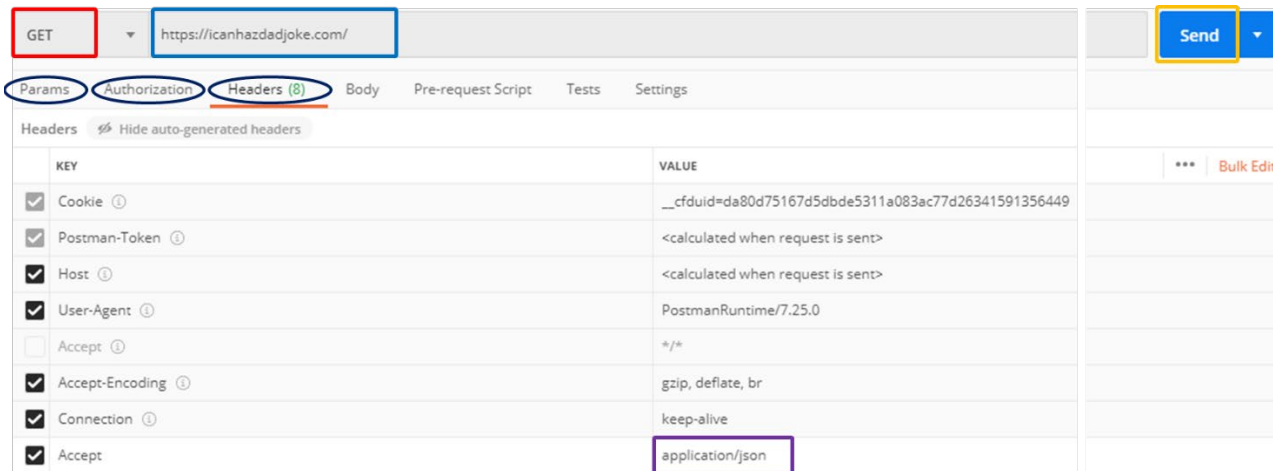 GET https://icanhazdadjoke.com/ Send
Params Authorization Headers (8) Body Pre-request Script Tests Settings
Headers Hide auto-generated headers
KEY VALUE ••• Bulk Edit
Cookie __cfduid=da80d75167d5dbde5311a083ac77d26341591356449
Postman-Token <calculated when request is sent>
Host <calculated when request is sent>
User-Agent PostmanRuntime/7.25.0
Accept */*
Accept-Encoding gzip, deflate, br
Connection keep-alive
Accept application/json